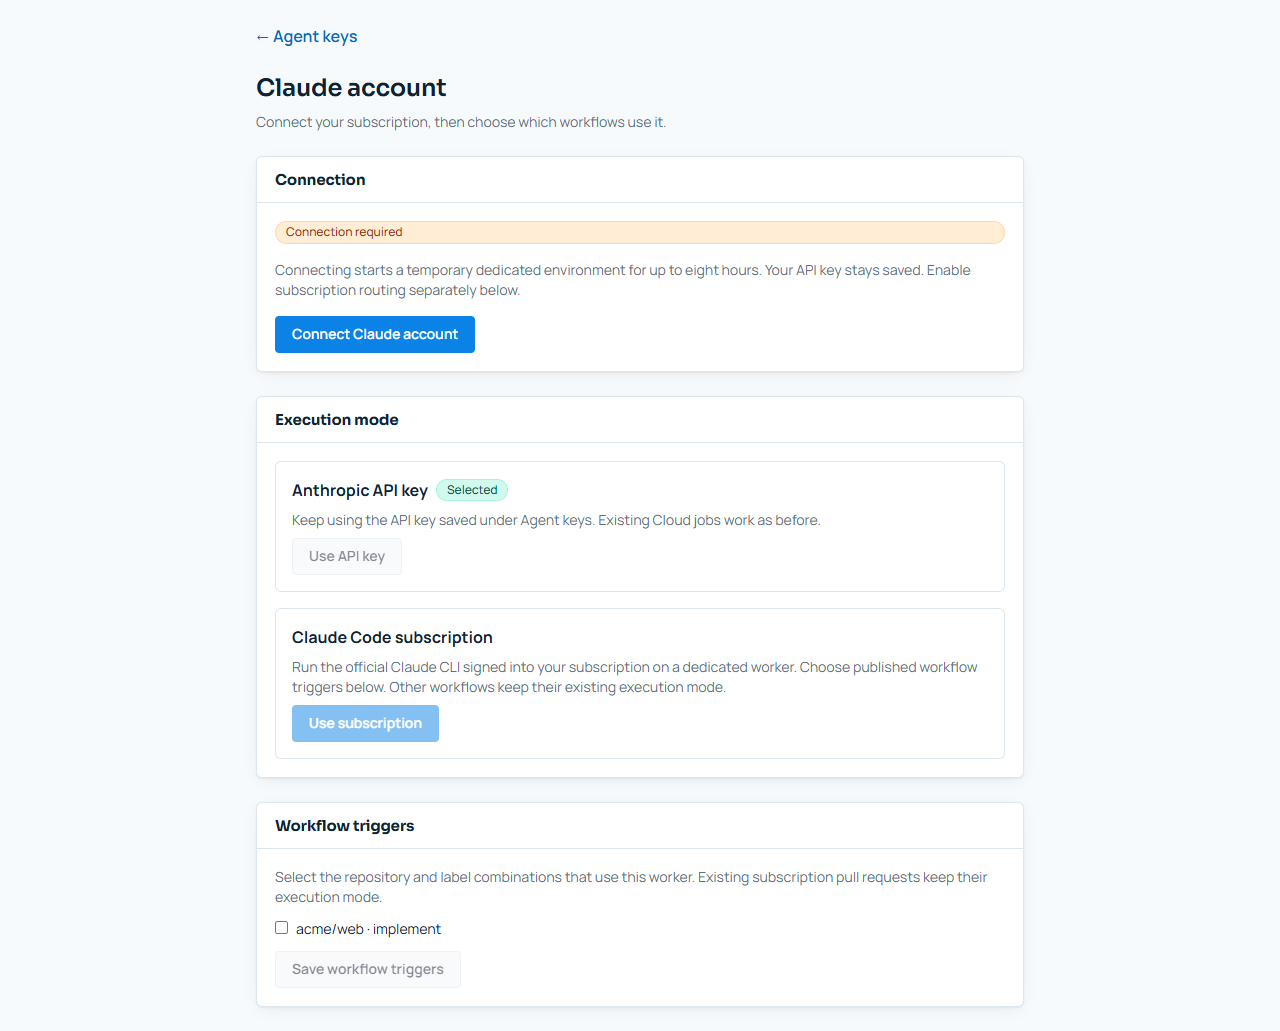 ← Agent keys
Claude account
Connect your subscription, then choose which workflows use it.
Connection
Connection required
Connecting starts a temporary dedicated environment for up to eight hours. Your API key stays saved. Enable
subscription routing separately below.
Connect Claude account
Execution mode
Anthropic API key Selected
Keep using the API key saved under Agent keys. Existing Cloud jobs work as before.
Use API key
Claude Code subscription
Run the official Claude CLI signed into your subscription on a dedicated worker. Choose published workflow
triggers below. Other workflows keep their existing execution mode.
Use subscription
Workflow triggers
Select the repository and label combinations that use this worker. Existing subscription pull requests keep their
execution mode.
acme/web · implement
Save workflow triggers